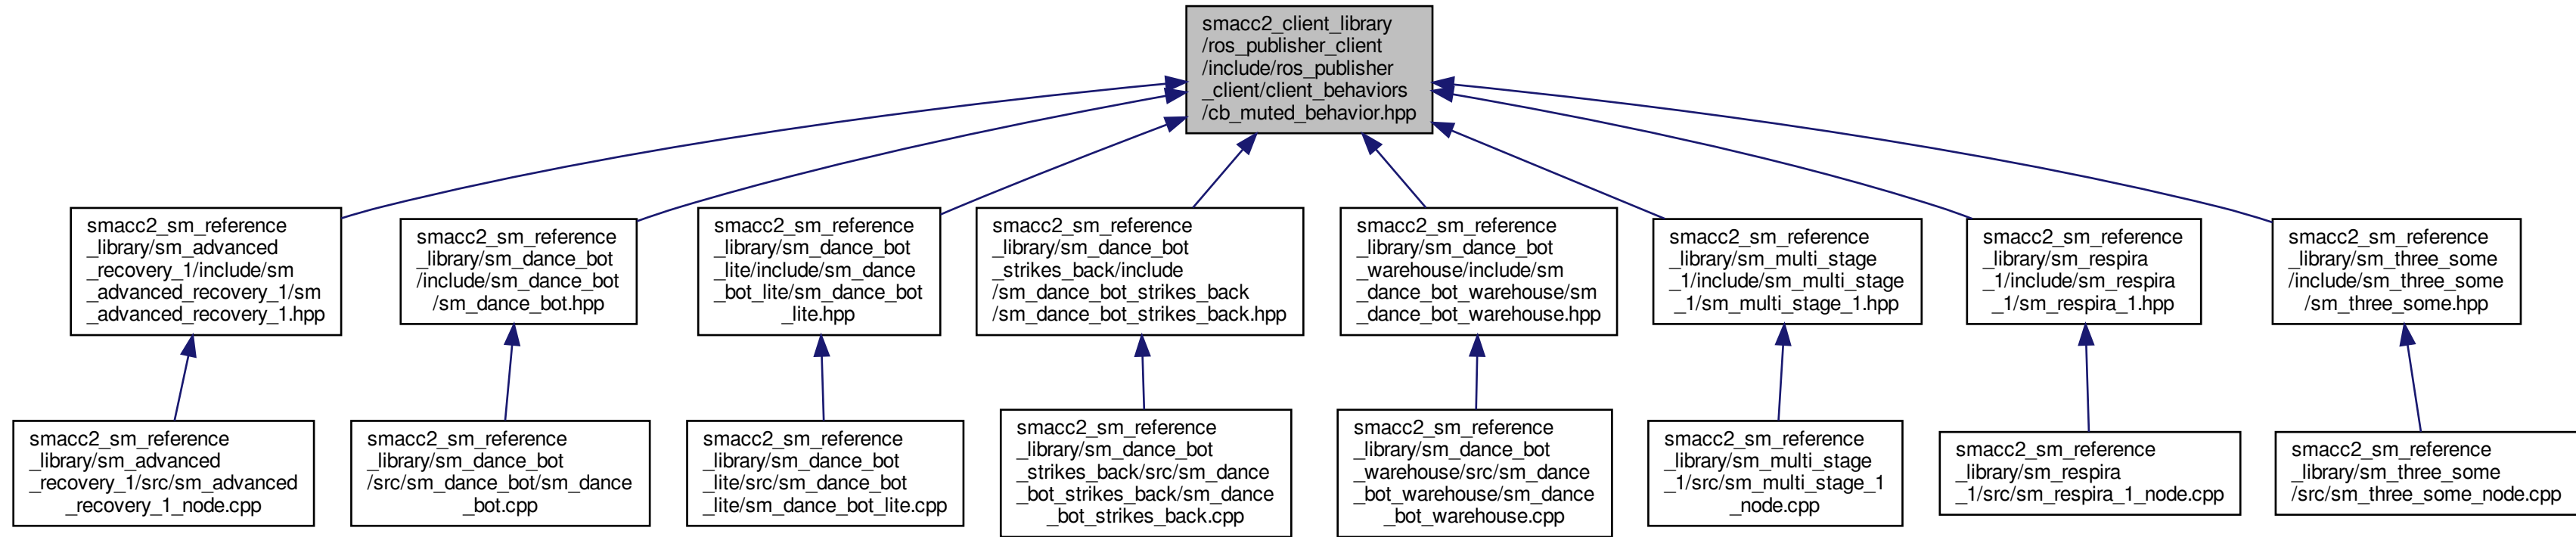 smacc2_client_library
/ros_publisher_client
/include/ros_publisher
_client/client_behaviors
/cb_muted_behavior.hpp
smacc2_sm_reference
_library/sm_advanced
_recovery_1/include/sm
_advanced_recovery_1/sm
_advanced_recovery_1.hpp
smacc2_sm_reference
_library/sm_dance_bot
/include/sm_dance_bot
/sm_dance_bot.hpp
smacc2_sm_reference
_library/sm_dance_bot
_lite/include/sm_dance
_bot_lite/sm_dance_bot
_lite.hpp
smacc2_sm_reference
_library/sm_dance_bot
_strikes_back/include
/sm_dance_bot_strikes_back
/sm_dance_bot_strikes_back.hpp
smacc2_sm_reference
_library/sm_dance_bot
_warehouse/include/sm
_dance_bot_warehouse/sm
_dance_bot_warehouse.hpp
smacc2_sm_reference
_library/sm_multi_stage
_1/include/sm_multi_stage
_1/sm_multi_stage_1.hpp
smacc2_sm_reference
_library/sm_respira
_1/include/sm_respira
_1/sm_respira_1.hpp
smacc2_sm_reference
_library/sm_three_some
/include/sm_three_some
/sm_three_some.hpp
smacc2_sm_reference
_library/sm_advanced
_recovery_1/src/sm_advanced
_recovery_1_node.cpp
smacc2_sm_reference
_library/sm_dance_bot
/src/sm_dance_bot/sm_dance
_bot.cpp
smacc2_sm_reference
_library/sm_dance_bot
_lite/src/sm_dance_bot
_lite/sm_dance_bot_lite.cpp
smacc2_sm_reference
_library/sm_dance_bot
_strikes_back/src/sm_dance
_bot_strikes_back/sm_dance
_bot_strikes_back.cpp
smacc2_sm_reference
_library/sm_dance_bot
_warehouse/src/sm_dance
_bot_warehouse/sm_dance
_bot_warehouse.cpp
smacc2_sm_reference
_library/sm_multi_stage
_1/src/sm_multi_stage_1
_node.cpp
smacc2_sm_reference
_library/sm_respira
_1/src/sm_respira_1_node.cpp
smacc2_sm_reference
_library/sm_three_some
/src/sm_three_some_node.cpp